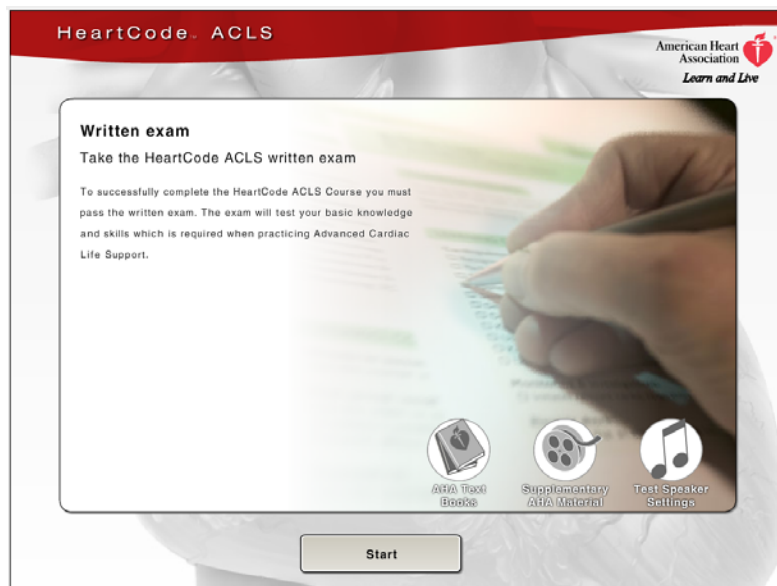 HeartCode™ ACLS
American Heart
Association®
Learn and Live
Written exam
Take the HeartCode ACLS written exam
To successfully complete the HeartCode ACLS Course you must
pass the written exam. The exam will test your basic knowledge
and skills which is required when practicing Advanced Cardiac
Life Support.
AHA Text
Books
Supplementary
AHA Material
Test Speaker
Settings
Start